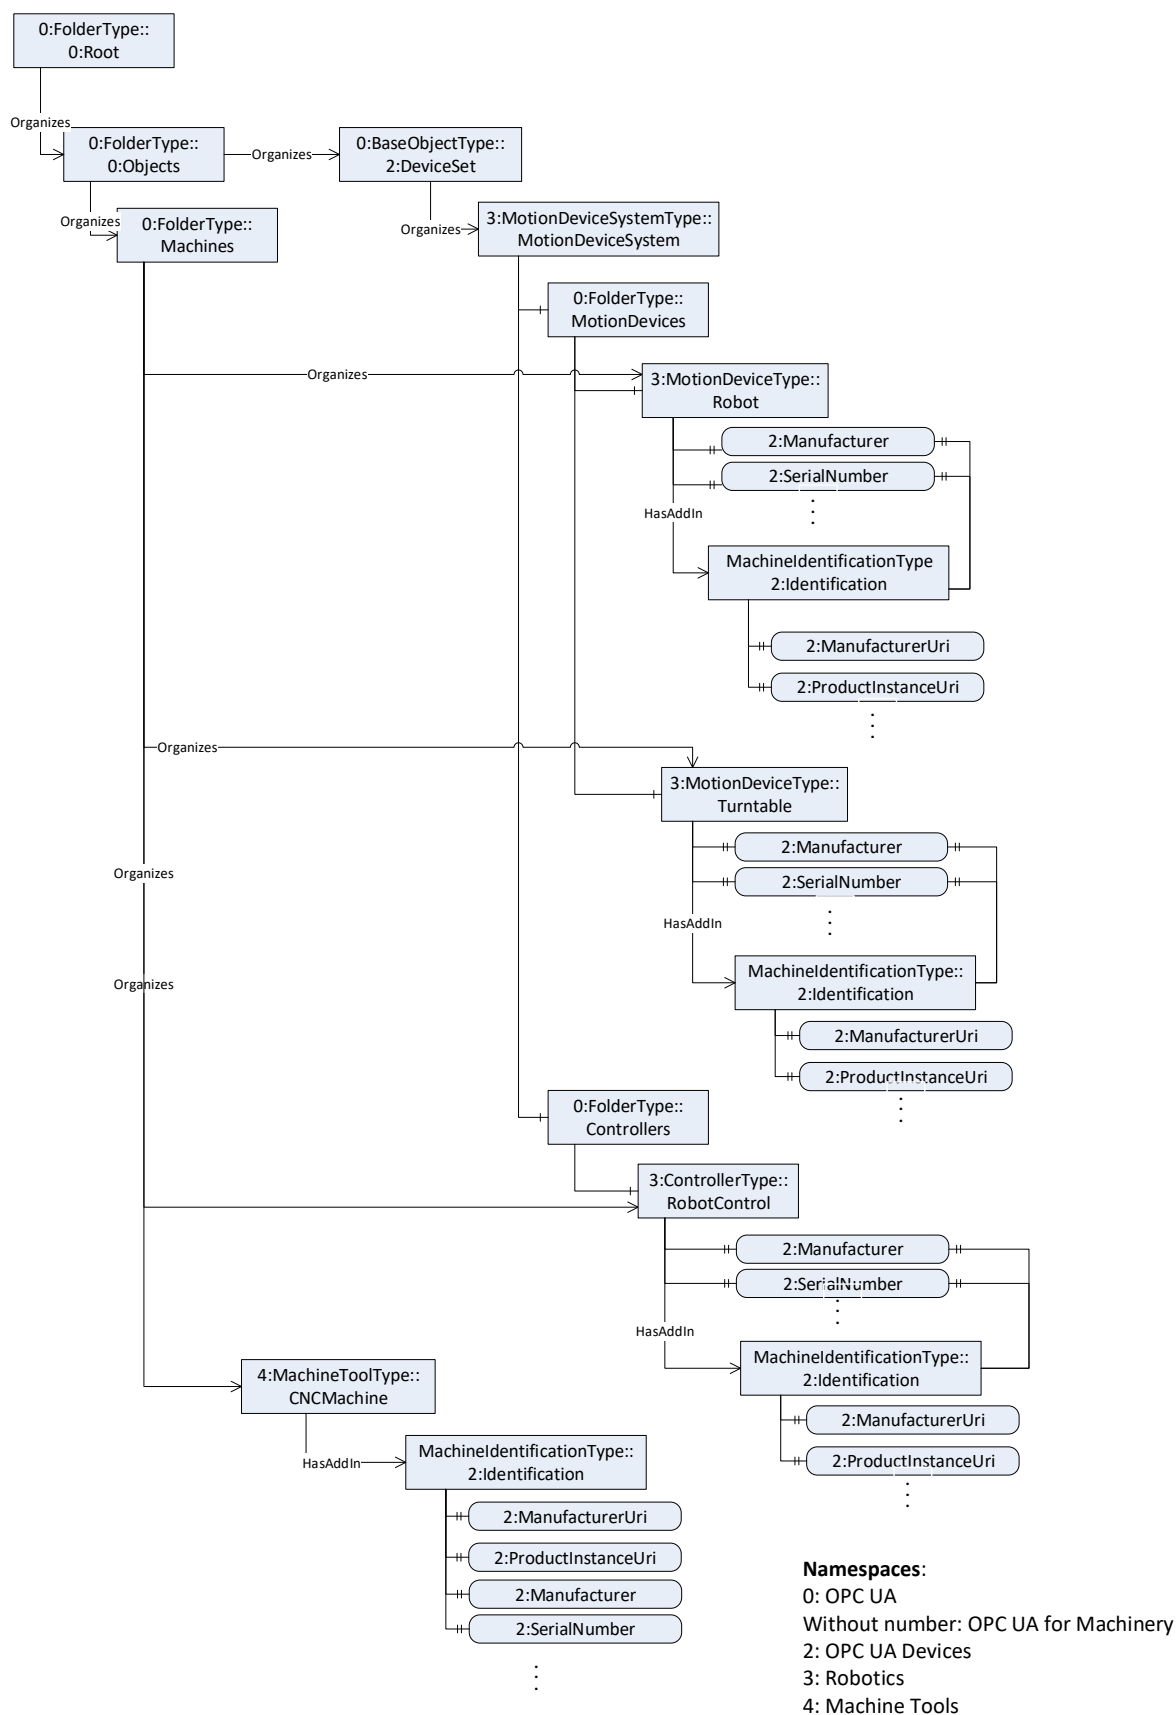 0:FolderType::
0:Root
Organizes
0:FolderType::
0:Objects
Organizes
0:BaseObjectType::
2:DeviceSet
Organizes
0:FolderType::
Machines
Organizes
3:MotionDeviceSystemType::
MotionDeviceSystem
0:FolderType::
MotionDevices
Organizes
3:MotionDeviceType::
Robot
2:Manufacturer
2:SerialNumber
HasAddIn
MachineIdentificationType
2:Identification
2:ManufacturerUri
2:ProductInstanceUri
Organizes
3:MotionDeviceType::
Turntable
2:Manufacturer
2:SerialNumber
HasAddIn
MachineIdentificationType::
2:Identification
2:ManufacturerUri
2:ProductInstanceUri
Organizes
Organizes
0:FolderType::
Controllers
3:ControllerType::
RobotControl
2:Manufacturer
2:SerialNumber
HasAddIn
MachineIdentificationType::
2:Identification
2:ManufacturerUri
2:ProductInstanceUri
4:MachineToolType::
CNCMachine
HasAddIn
MachineIdentificationType::
2:Identification
2:ManufacturerUri
2:ProductInstanceUri
2:Manufacturer
2:SerialNumber
Namespaces:
0: OPC UA
Without number: OPC UA for Machinery
2: OPC UA Devices
3: Robotics
4: Machine Tools